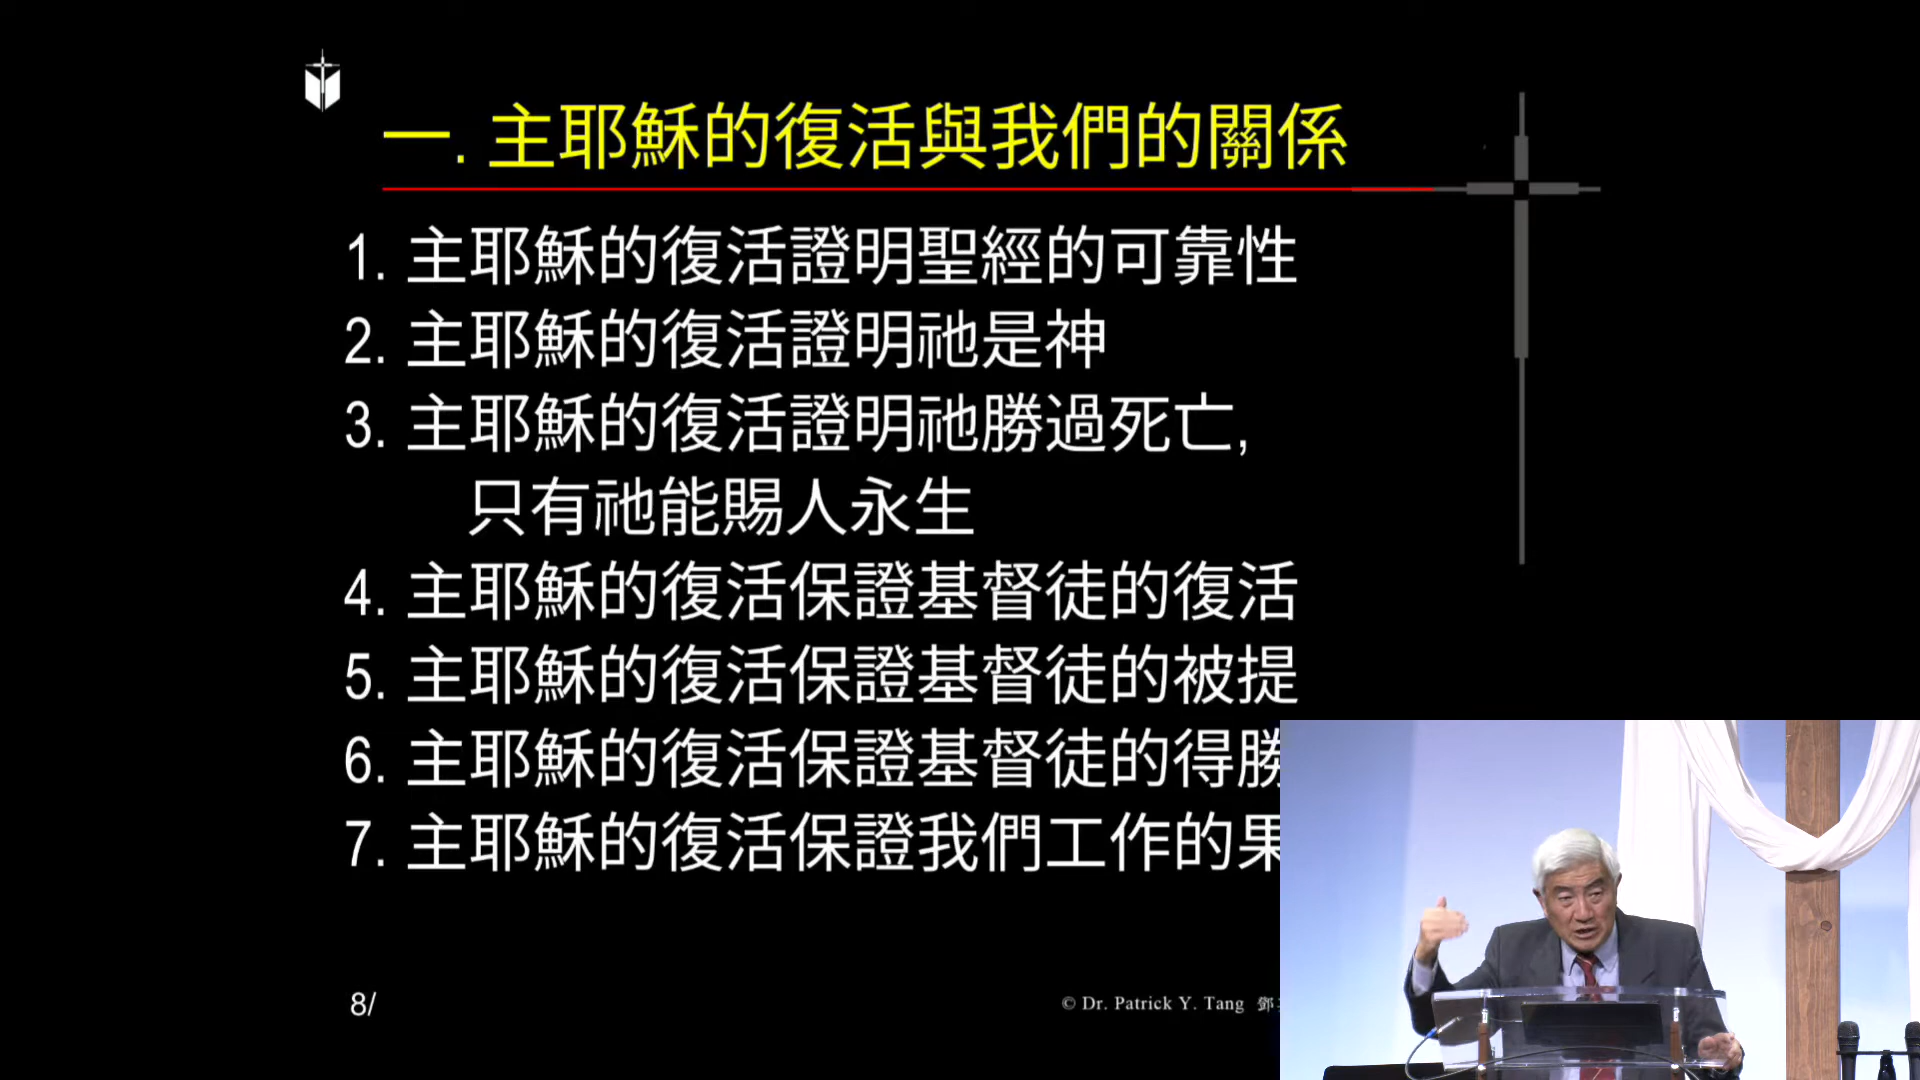 一. 主耶穌的復活與我們的關係
1. 主耶穌的復活證明聖經的可靠性
2. 主耶穌的復活證明祂是神
3. 主耶穌的復活證明祂勝過死亡,
只有祂能賜人永生
4. 主耶穌的復活保證基督徒的復活
5. 主耶穌的復活保證基督徒的被提
6. 主耶穌的復活保證基督徒的得勝
7. 主耶穌的復活保證我們工作的果
8/
© Dr. Patrick Y. Tang 鄧